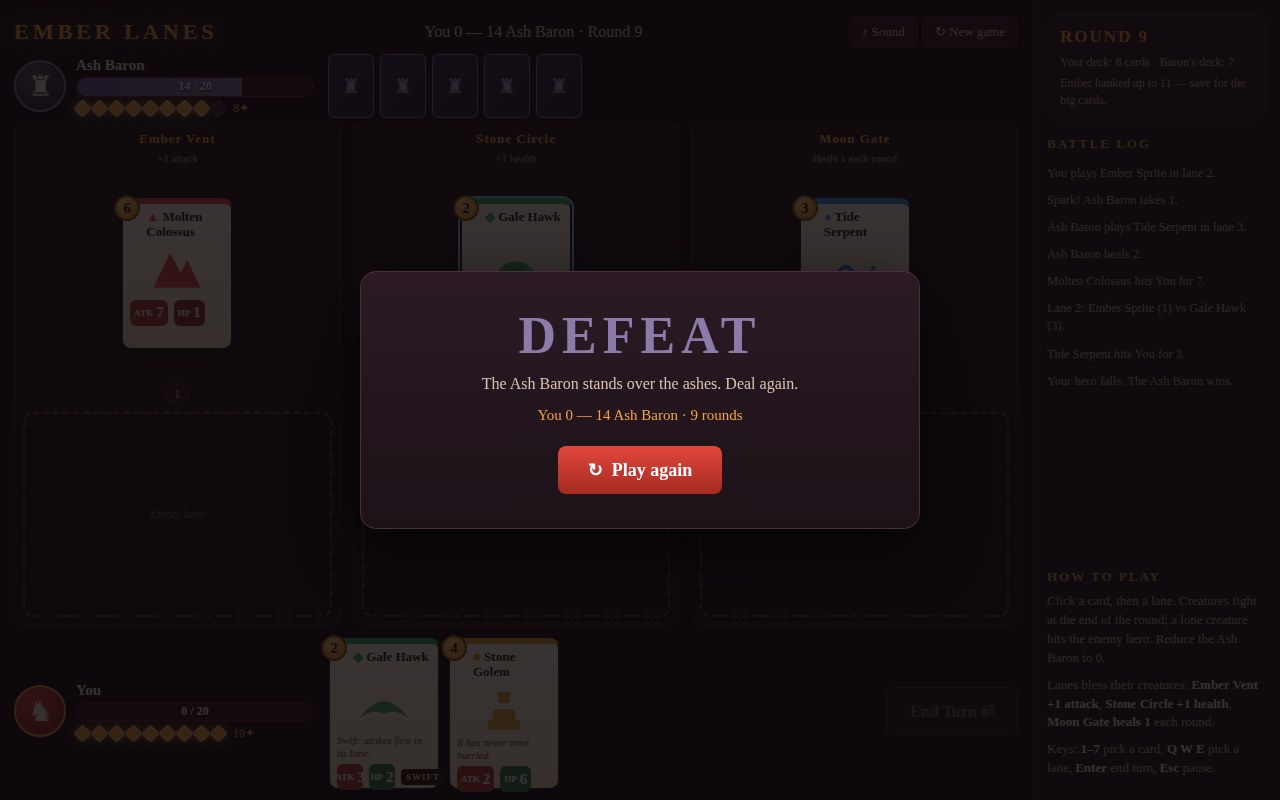 EMBER LANES
You 0 — 14 Ash Baron · Round 9
♪ Sound
↻ New game
Ash Baron
14 / 20
8✦
Ember Vent
+1 attack
Stone Circle
+1 health
Moon Gate
Heals 1 each round
6
▲ Molten
Colossus
ATK 7
HP 1
2
◆ Gale Hawk
3
● Tide
Serpent
1
Empty lane
DEFEAT
The Ash Baron stands over the ashes. Deal again.
You 0 — 14 Ash Baron · 9 rounds
↻ Play again
You
0 / 20
10✦
2
◆ Gale Hawk
Swift: strikes first in
its lane.
ATK 3
HP 2
SWIFT
4
■ Stone
Golem
It has never once
hurried.
ATK 2
HP 6
End Turn ⏎
ROUND 9
Your deck: 8 cards · Baron's deck: 7
Ember banked up to 11 — save for the
big cards.
BATTLE LOG
You plays Ember Sprite in lane 2.
Spark! Ash Baron takes 1.
Ash Baron plays Tide Serpent in lane 3.
Ash Baron heals 2.
Molten Colossus hits You for 7.
Lane 2: Ember Sprite (1) vs Gale Hawk
(3).
Tide Serpent hits You for 3.
Your hero falls. The Ash Baron wins.
HOW TO PLAY
Click a card, then a lane. Creatures fight
at the end of the round; a lone creature
hits the enemy hero. Reduce the Ash
Baron to 0.
Lanes bless their creatures: Ember Vent
+1 attack, Stone Circle +1 health,
Moon Gate heals 1 each round.
Keys: 1–7 pick a card, Q W E pick a
lane, Enter end turn, Esc pause.